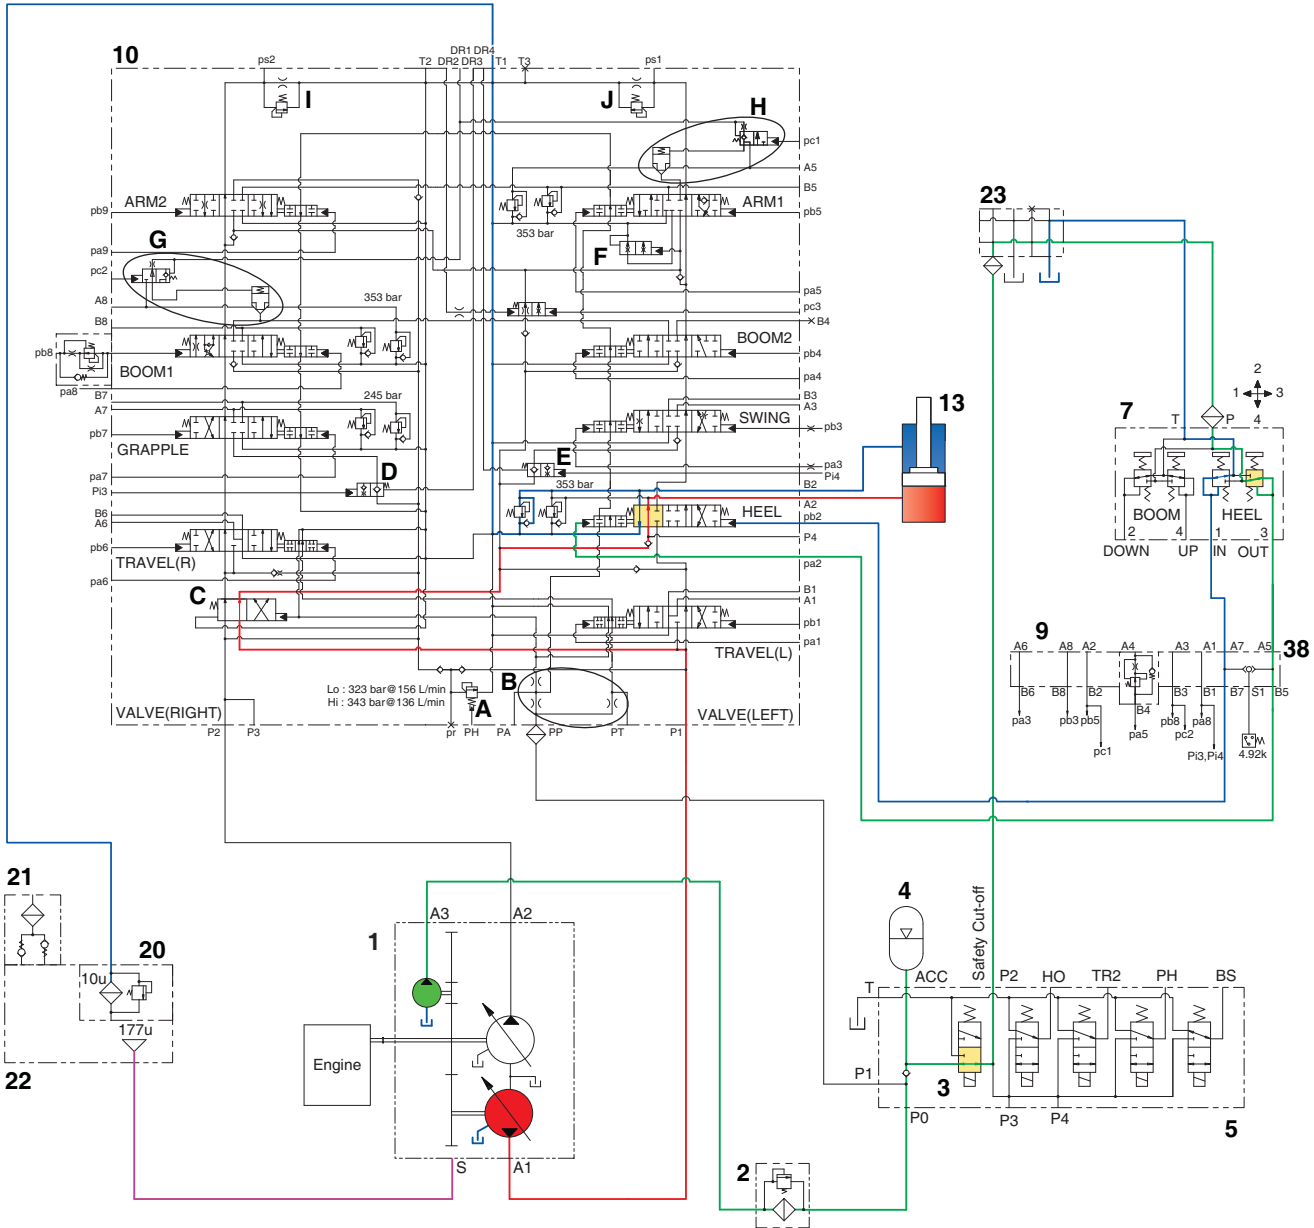 10
ps2
T2
DR1 DR4
DR2 DR3
T1
T3
ps1
I
J
H
pc1
A5
B5
ARM2
ARM1
pb9
pb5
353 bar
pa9
G
F
pc2
pa5
A8
353 bar
pc3
B8
B4
pb8
BOOM1
BOOM2
pb4
pa8
pa4
B7
A7
245 bar
B3
A3
SWING
pb7
pb3
GRAPPLE
D
E
pa7
pa3
Pi4
Pi3
353 bar
B2
A2
B6
A6
HEEL
pb2
pb6
P4
TRAVEL(R)
pa2
pa6
B1
A1
C
pb1
pa1
TRAVEL(L)
Lo : 323 bar@156 L/min
Hi : 343 bar@136 L/min
B
A
VALVE(RIGHT)
VALVE(LEFT)
P2
P3
pr
PH
PA
PP
PT
P1
13
23
2
1
3
4
7
T
P
BOOM
HEEL
2
4
1
3
DOWN
UP
IN
OUT
9
38
A6
A8
A2
A4
A3
A1
A7
A5
B6
B8
B2
B4
B3
B1
B7
S1
B5
pa3
pb3
pb5
pc1
pa5
pb8
pc2
pa8
Pi3,Pi4
4.92k
21
20
10u
177u
22
1
A3
A2
Engine
S
A1
2
4
ACC
Safety Cut-off
P2
HO
TR2
PH
BS
T
P1
3
P0
P3
P4
5